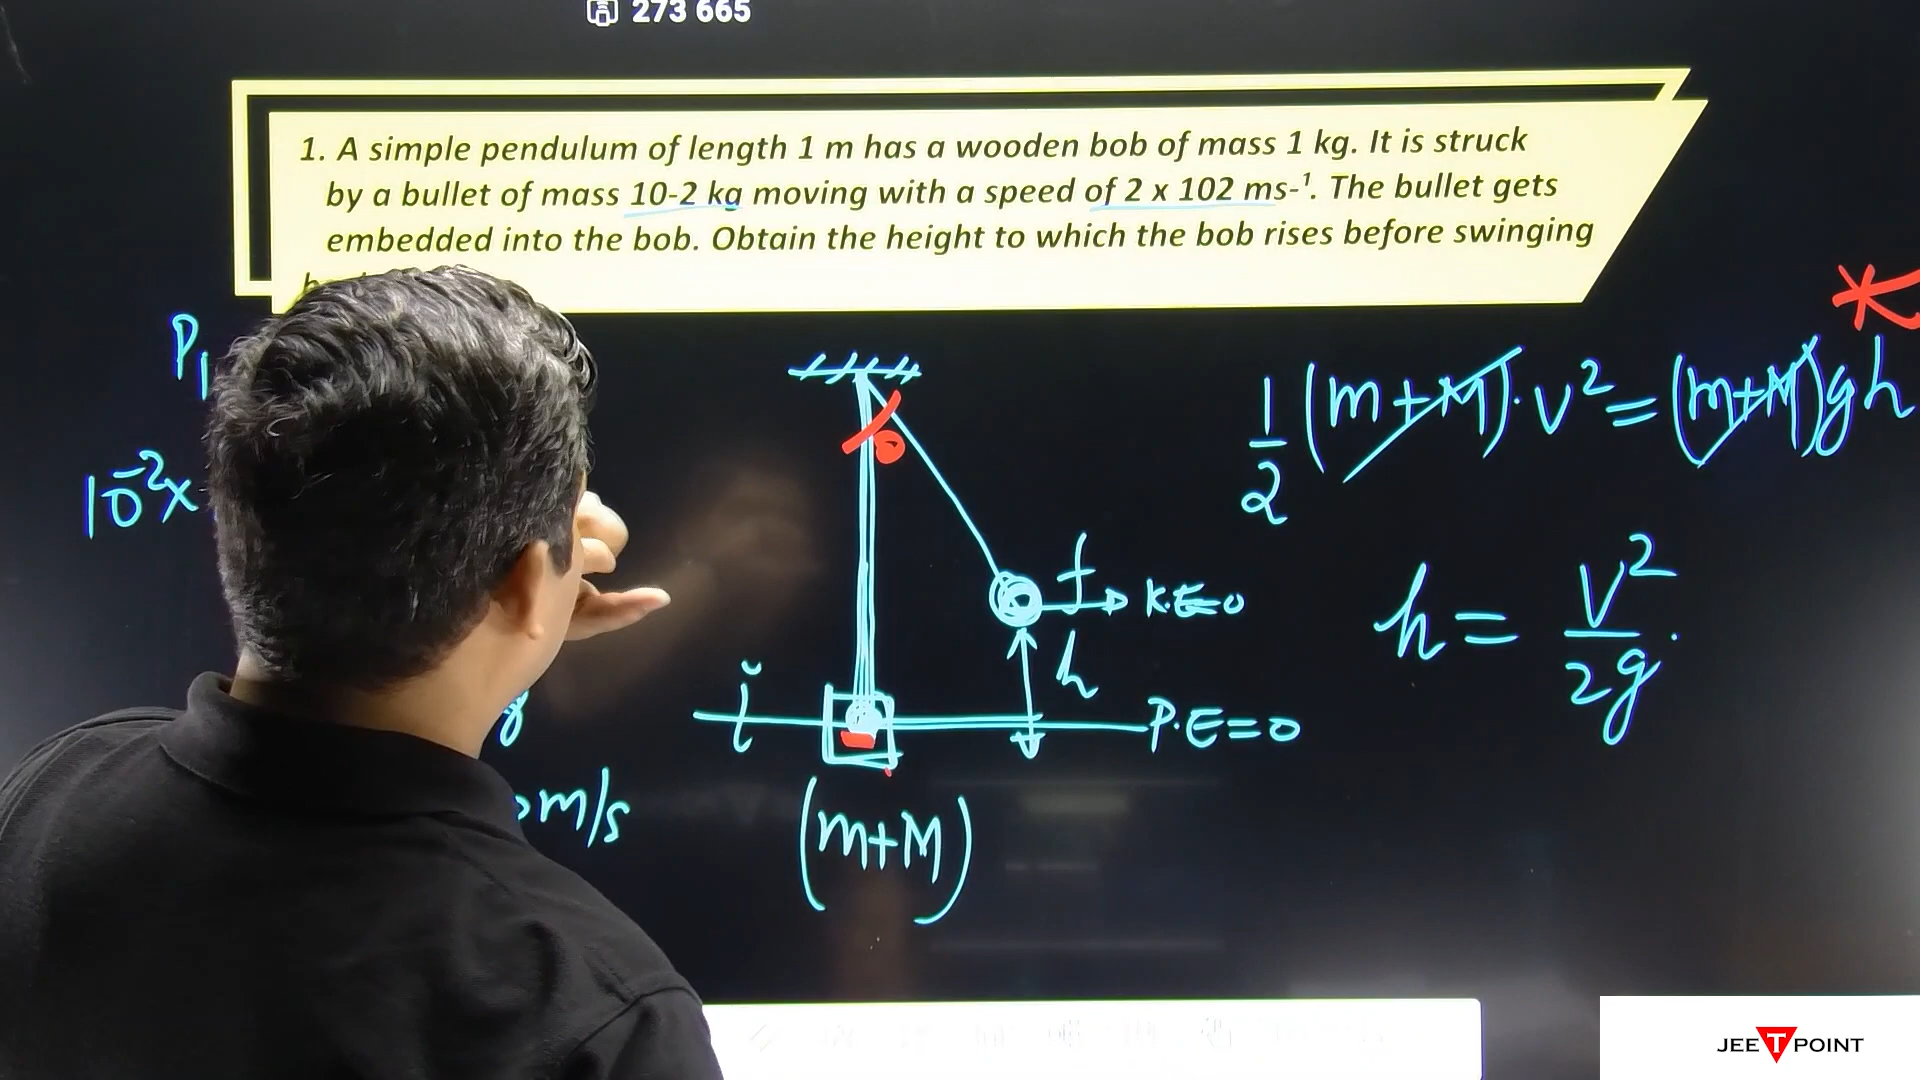 273 665
1. A simple pendulum of length 1 m has a wooden bob of mass 1 kg. It is struck
by a bullet of mass 10-2 kg moving with a speed of 2 x 102 ms-¹. The bullet gets
embedded into the bob. Obtain the height to which the bob rises before swinging
P₁
10⁻²x
m/s
i
(m+M)
f
K.E=0
h
P.E=0
1/2 (m+M).v²=(m+M)gh
h = v²/2g.
JEE T POINT